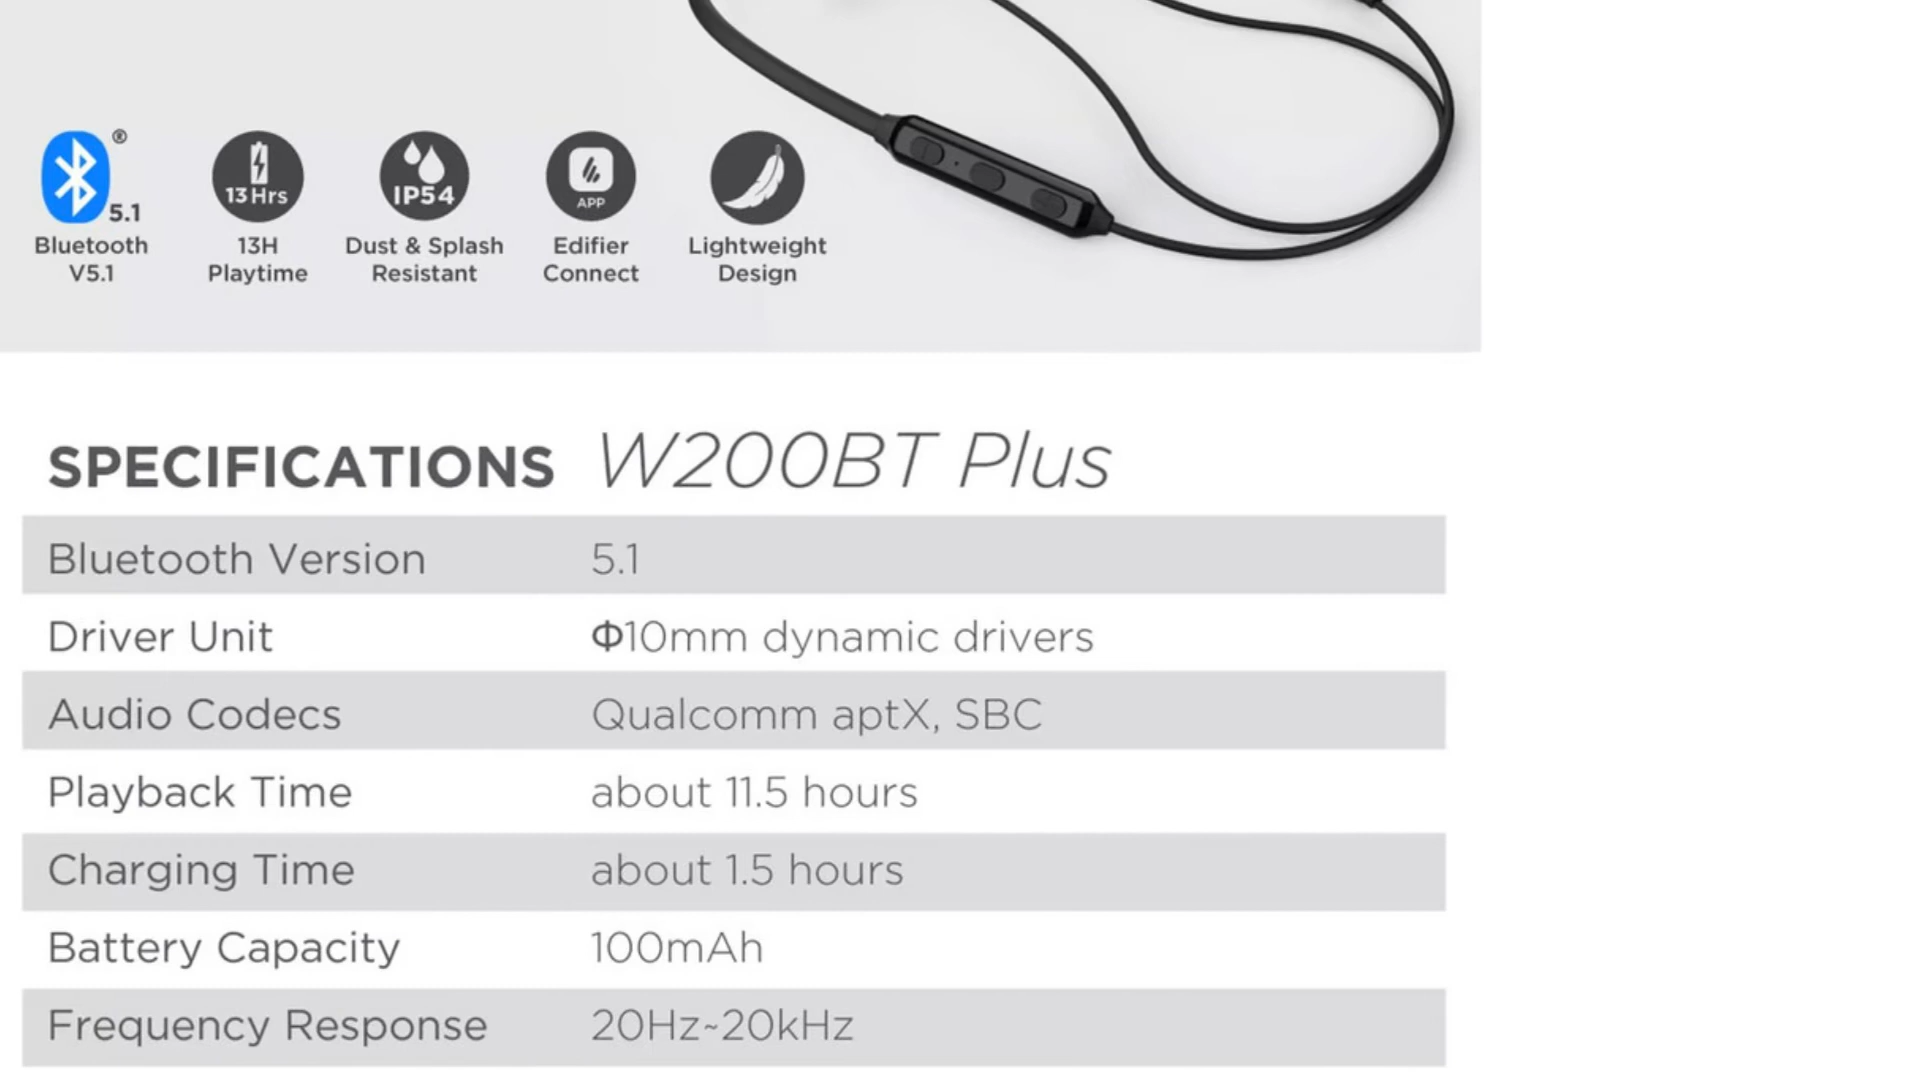 ®
5.1
13Hrs
IP54
APP
Bluetooth
V5.1
13H
Playtime
Dust & Splash
Resistant
Edifier
Connect
Lightweight
Design
SPECIFICATIONS W200BT Plus
Bluetooth Version 5.1
Driver Unit Φ10mm dynamic drivers
Audio Codecs Qualcomm aptX, SBC
Playback Time about 11.5 hours
Charging Time about 1.5 hours
Battery Capacity 100mAh
Frequency Response 20Hz~20kHz